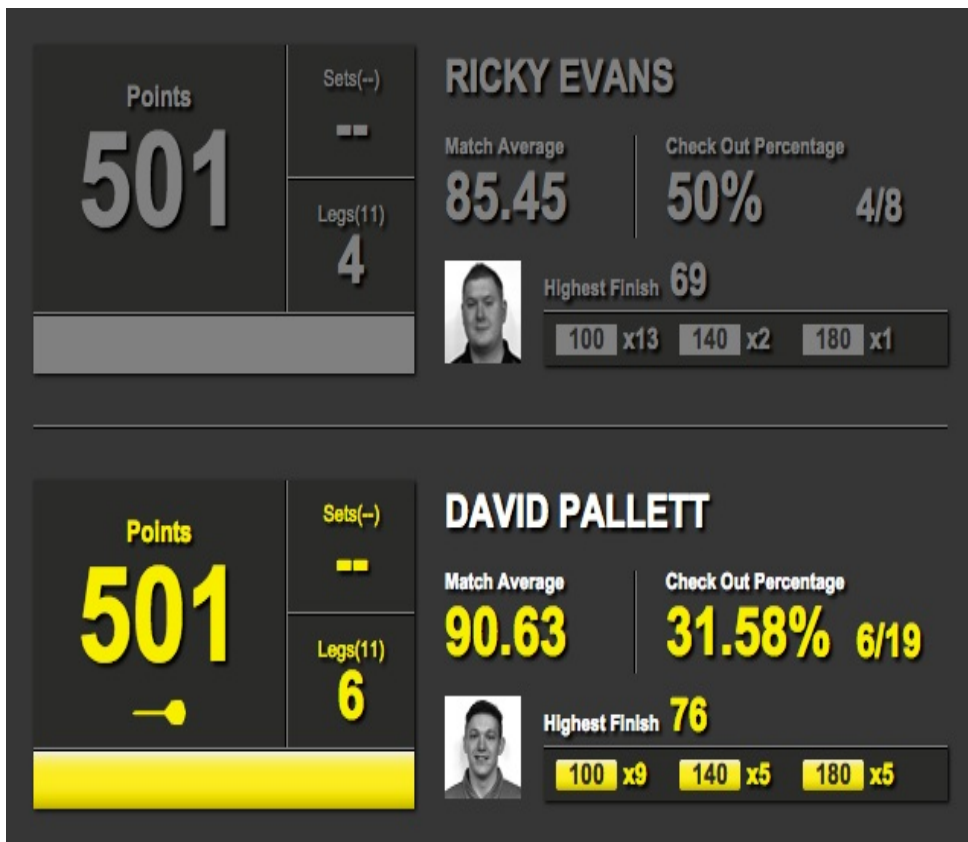 Points
501
Sets(--)
--
Legs(11)
4
RICKY EVANS
Match Average
85.45
Check Out Percentage
50% 4/8
Highest Finish 69
100 x13 140 x2 180 x1
Points
501
Sets(--)
--
Legs(11)
6
DAVID PALLETT
Match Average
90.63
Check Out Percentage
31.58% 6/19
Highest Finish 76
100 x9 140 x5 180 x5